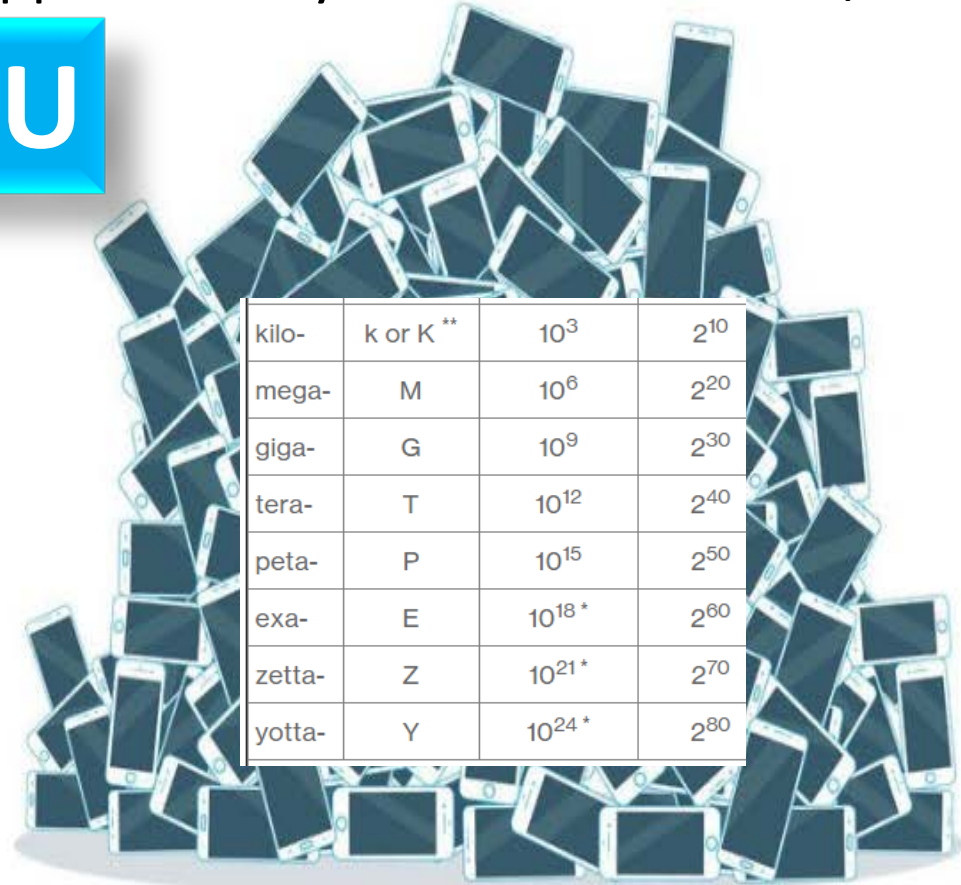 U
kilo- k or K ** 10³ 2¹⁰
mega- M 10⁶ 2²⁰
giga- G 10⁹ 2³⁰
tera- T 10¹² 2⁴⁰
peta- P 10¹⁵ 2⁵⁰
exa- E 10¹⁸ * 2⁶⁰
zetta- Z 10²¹ * 2⁷⁰
yotta- Y 10²⁴ * 2⁸⁰